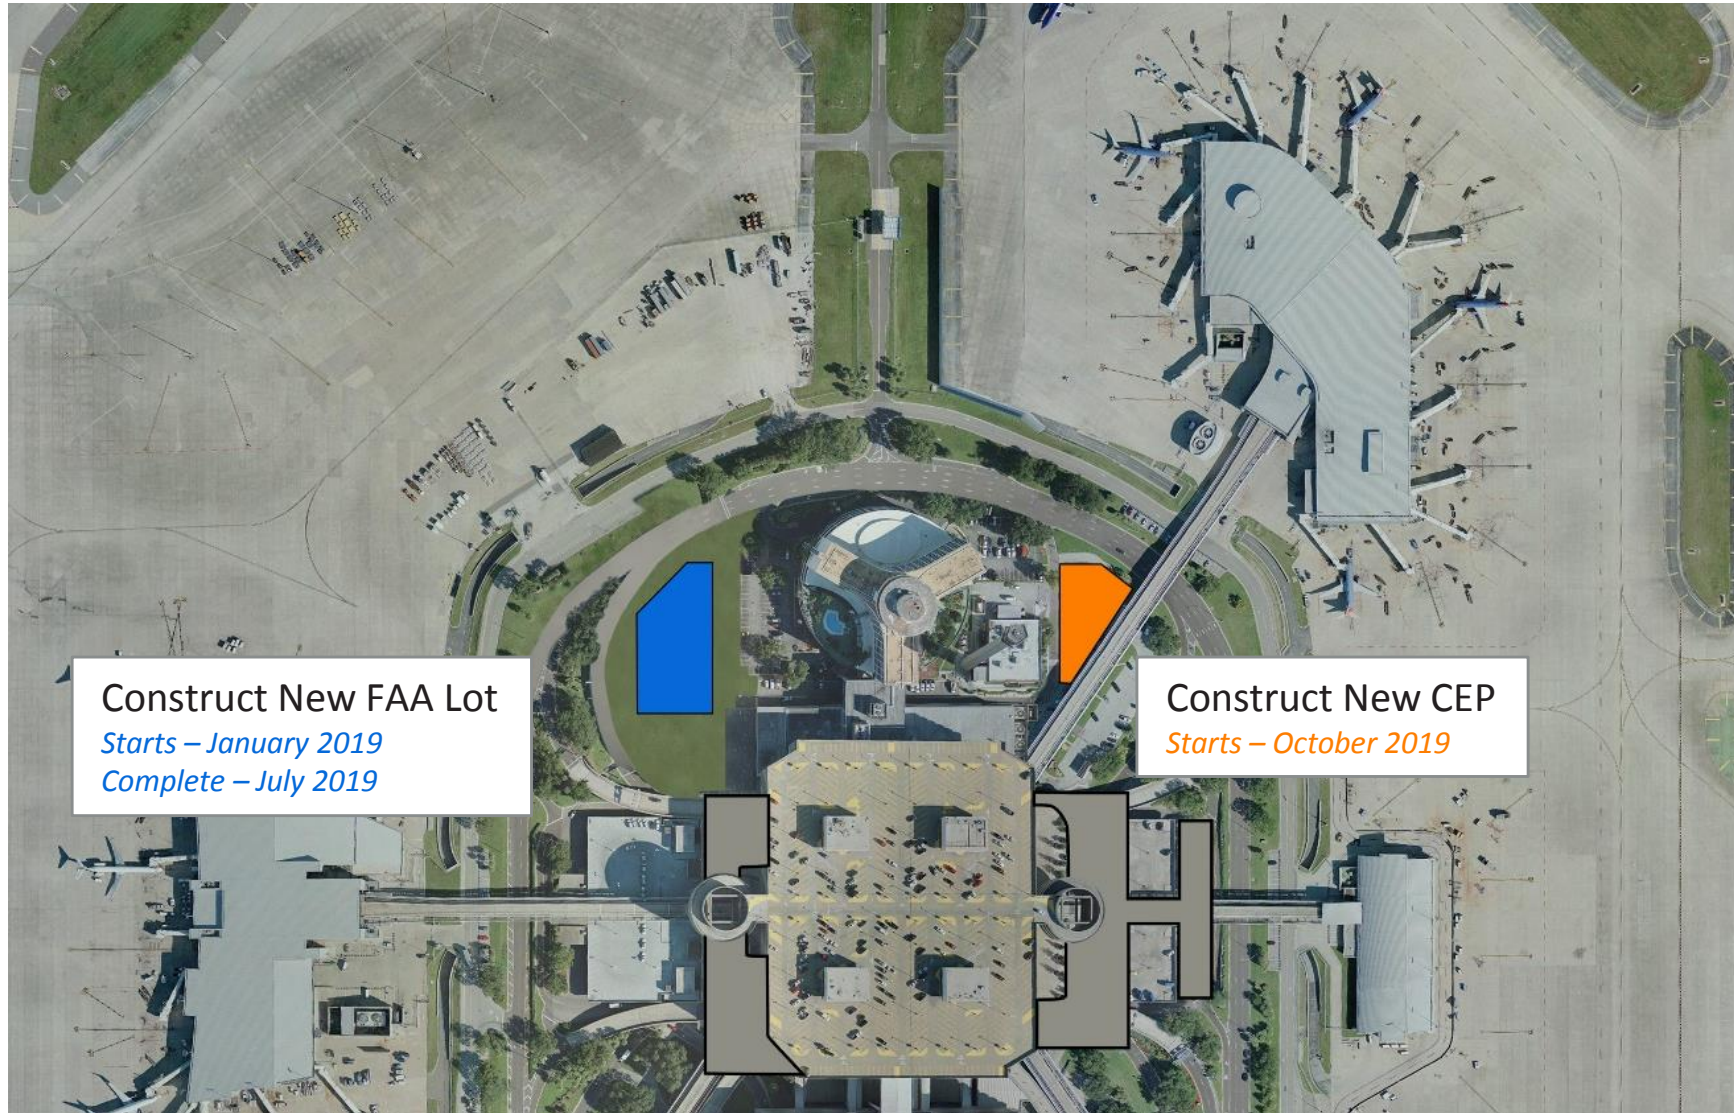 Construct New FAA Lot
Starts – January 2019
Complete – July 2019
Construct New CEP
Starts – October 2019